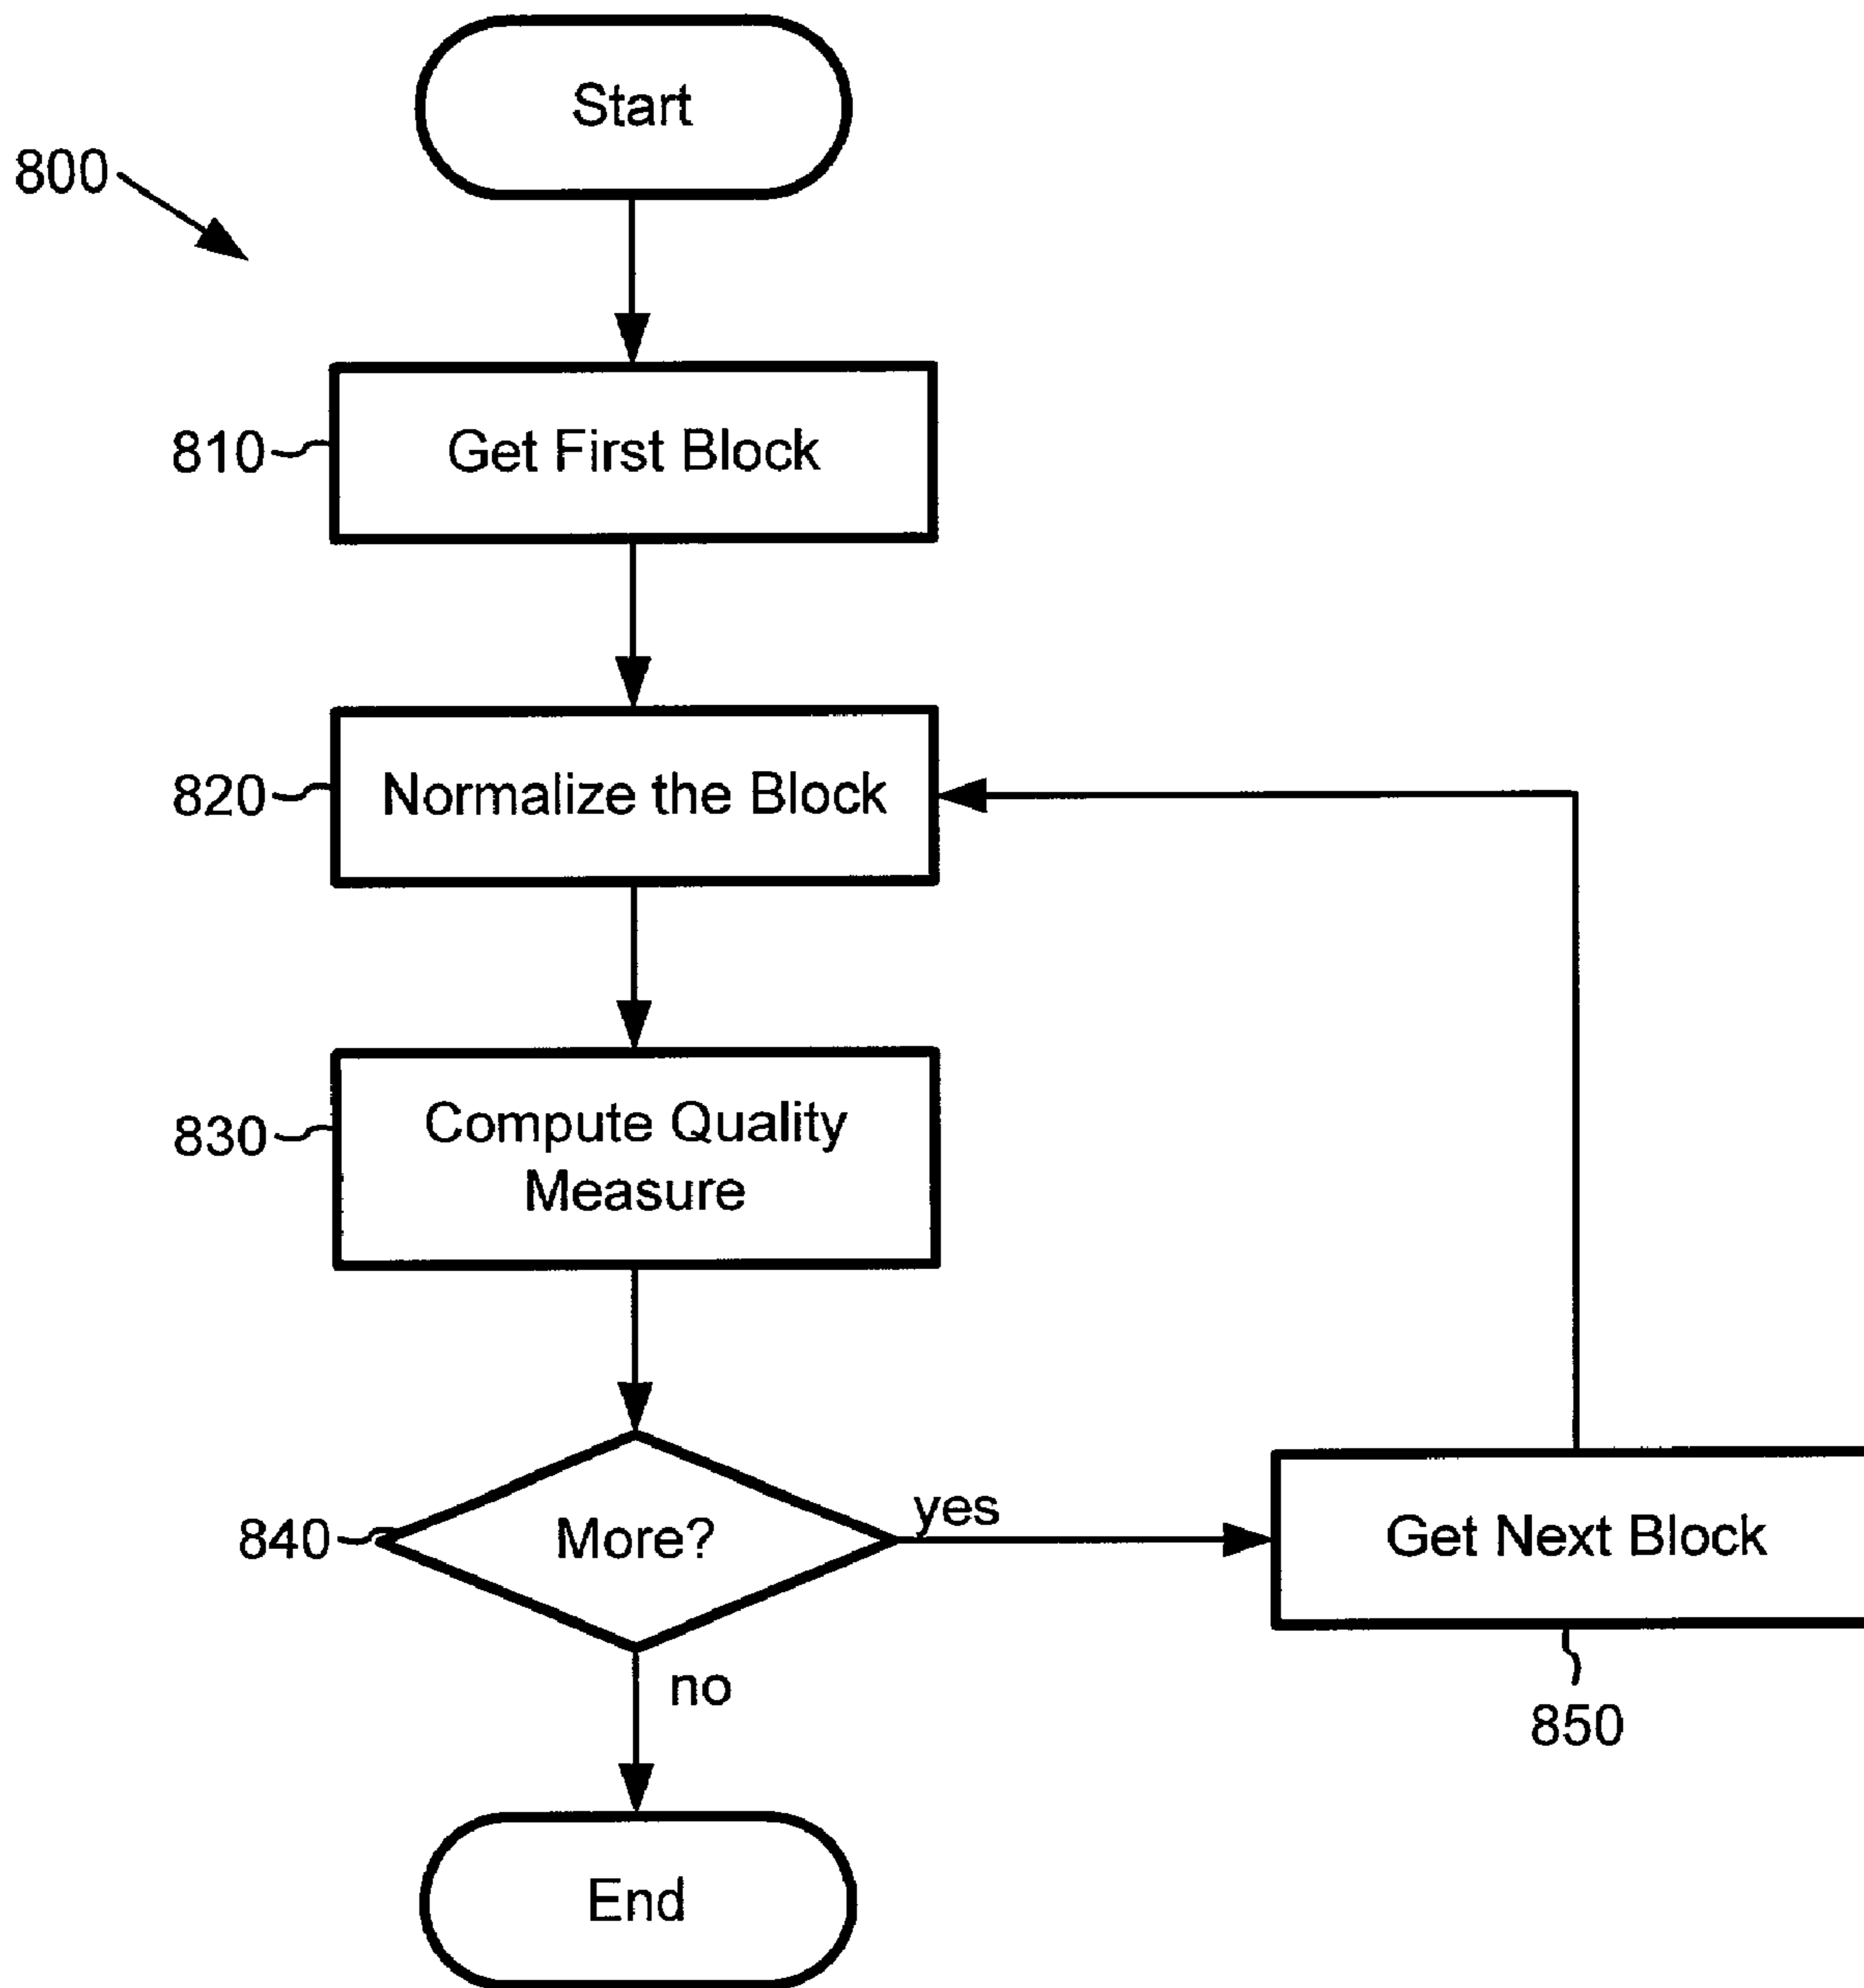 Start
800
810
Get First Block
820
Normalize the Block
830
Compute Quality
Measure
840
More?
yes
Get Next Block
no
850
End